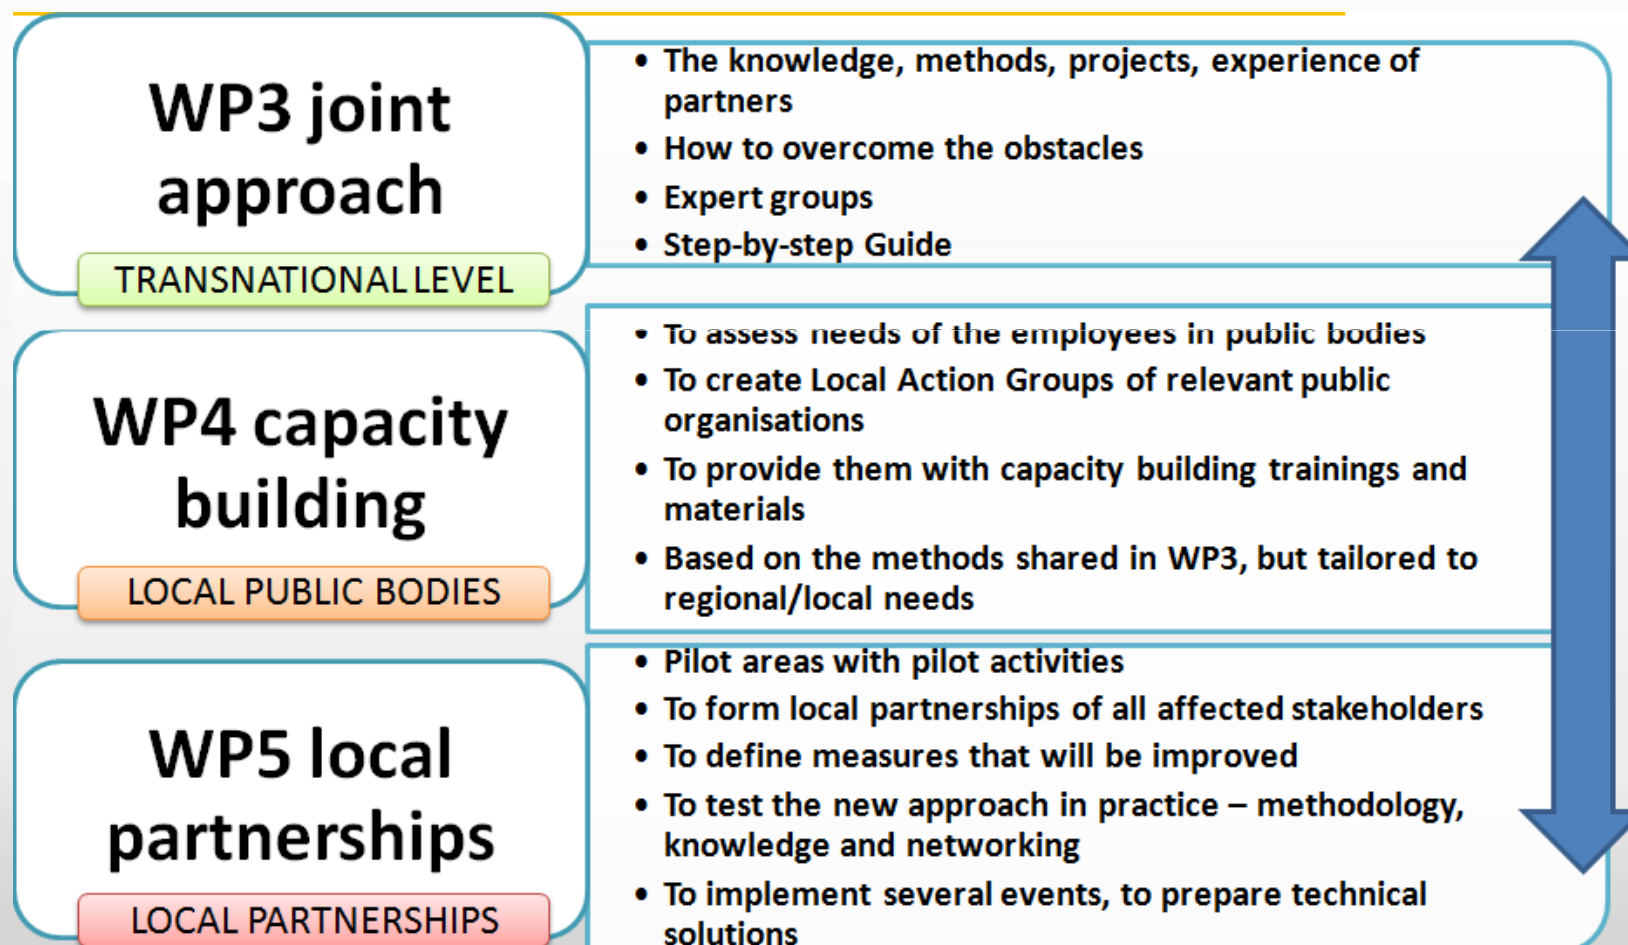 WP3 joint
approach
TRANSNATIONAL LEVEL
• The knowledge, methods, projects, experience of
partners
• How to overcome the obstacles
• Expert groups
• Step-by-step Guide
WP4 capacity
building
LOCAL PUBLIC BODIES
• To assess needs of the employees in public bodies
• To create Local Action Groups of relevant public
organisations
• To provide them with capacity building trainings and
materials
• Based on the methods shared in WP3, but tailored to
regional/local needs
WP5 local
partnerships
LOCAL PARTNERSHIPS
• Pilot areas with pilot activities
• To form local partnerships of all affected stakeholders
• To define measures that will be improved
• To test the new approach in practice – methodology,
knowledge and networking
• To implement several events, to prepare technical
solutions